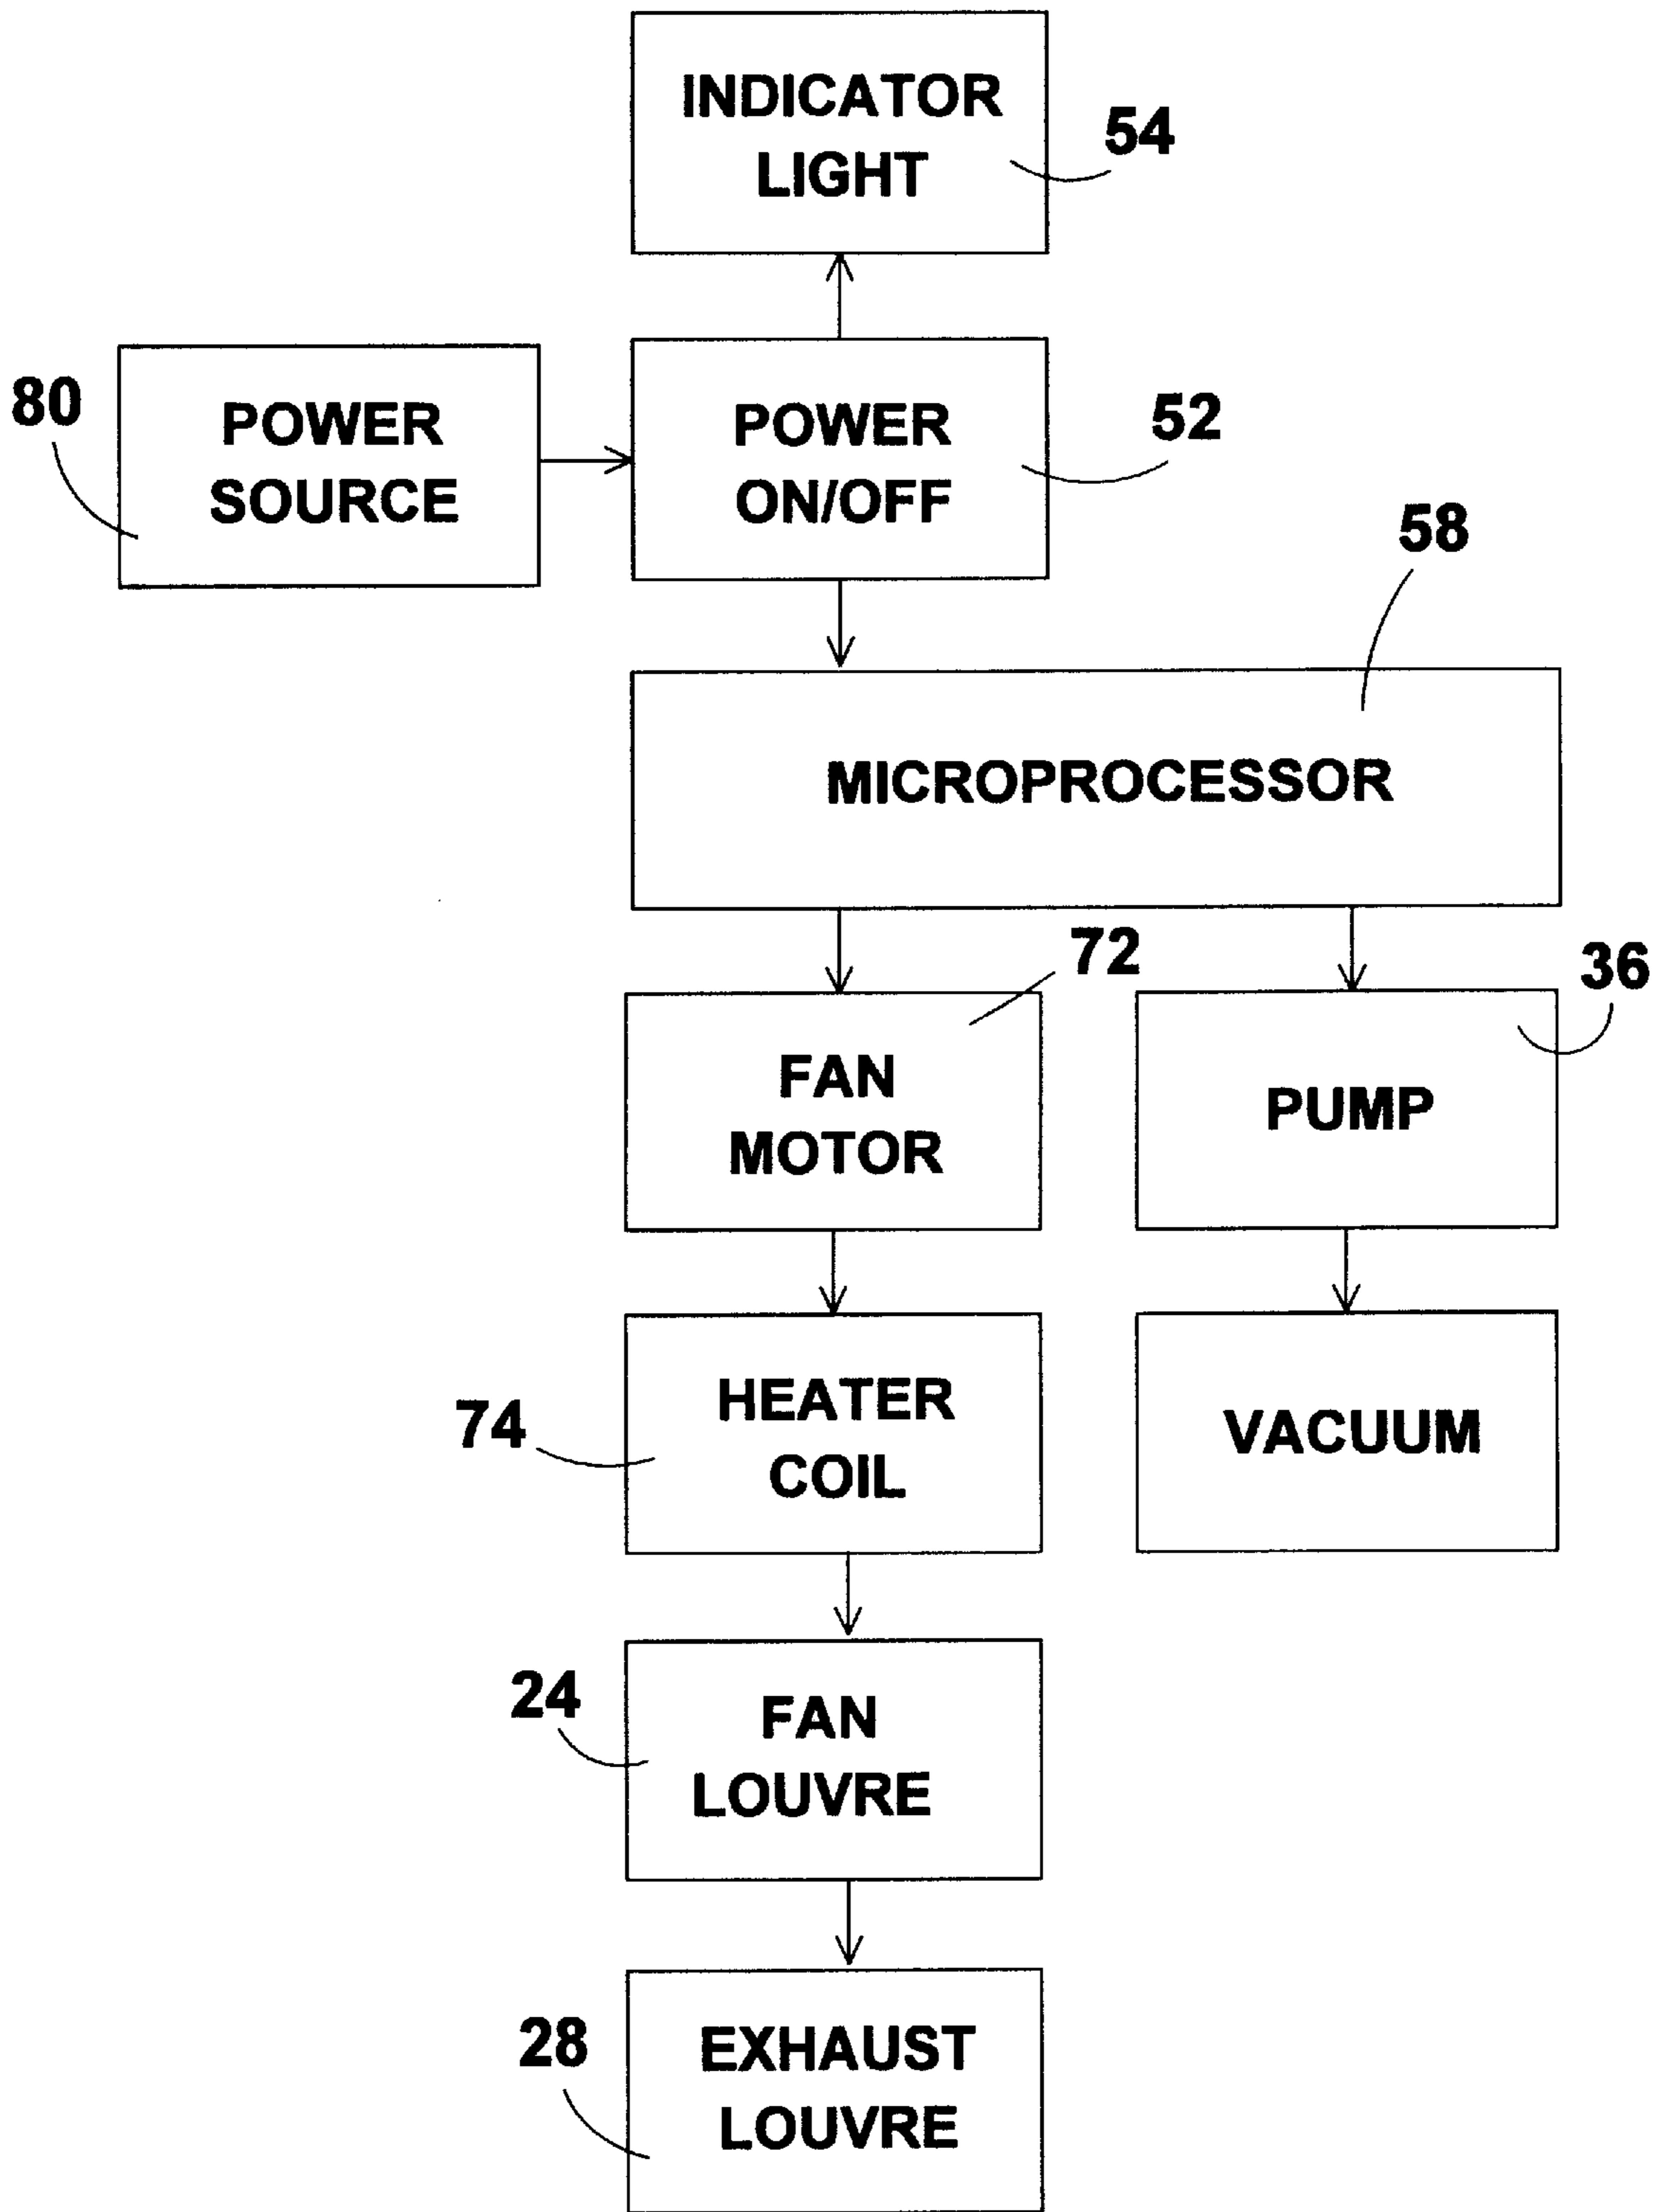 INDICATOR
LIGHT
54
80
POWER
SOURCE
POWER
ON/OFF
52
58
MICROPROCESSOR
72
36
FAN
MOTOR
PUMP
74
HEATER
COIL
VACUUM
24
FAN
LOUVRE
28
EXHAUST
LOUVRE